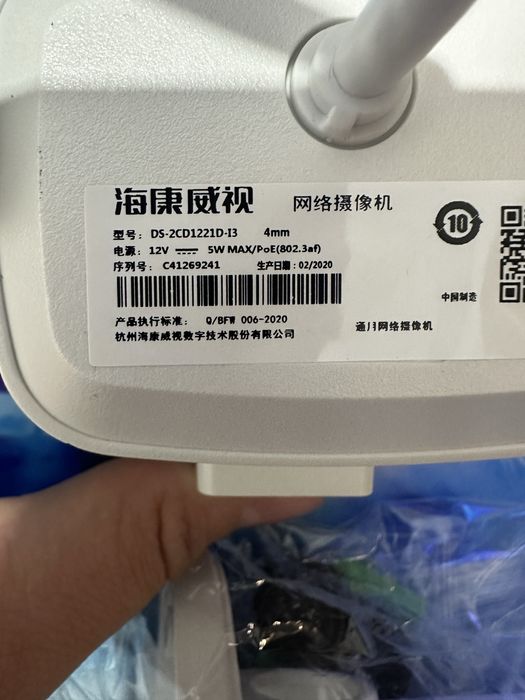 海康威视 网络摄像机
型号: DS-2CD1221D-I3 4mm
电源: 12V ⎓ 5W MAX/PoE(802.3af)
序列号: C41269241 生产日期: 02/2020
10
中国制造
产品执行标准: Q/BFW 006-2020
通用网络摄像机
杭州海康威视数字技术股份有限公司